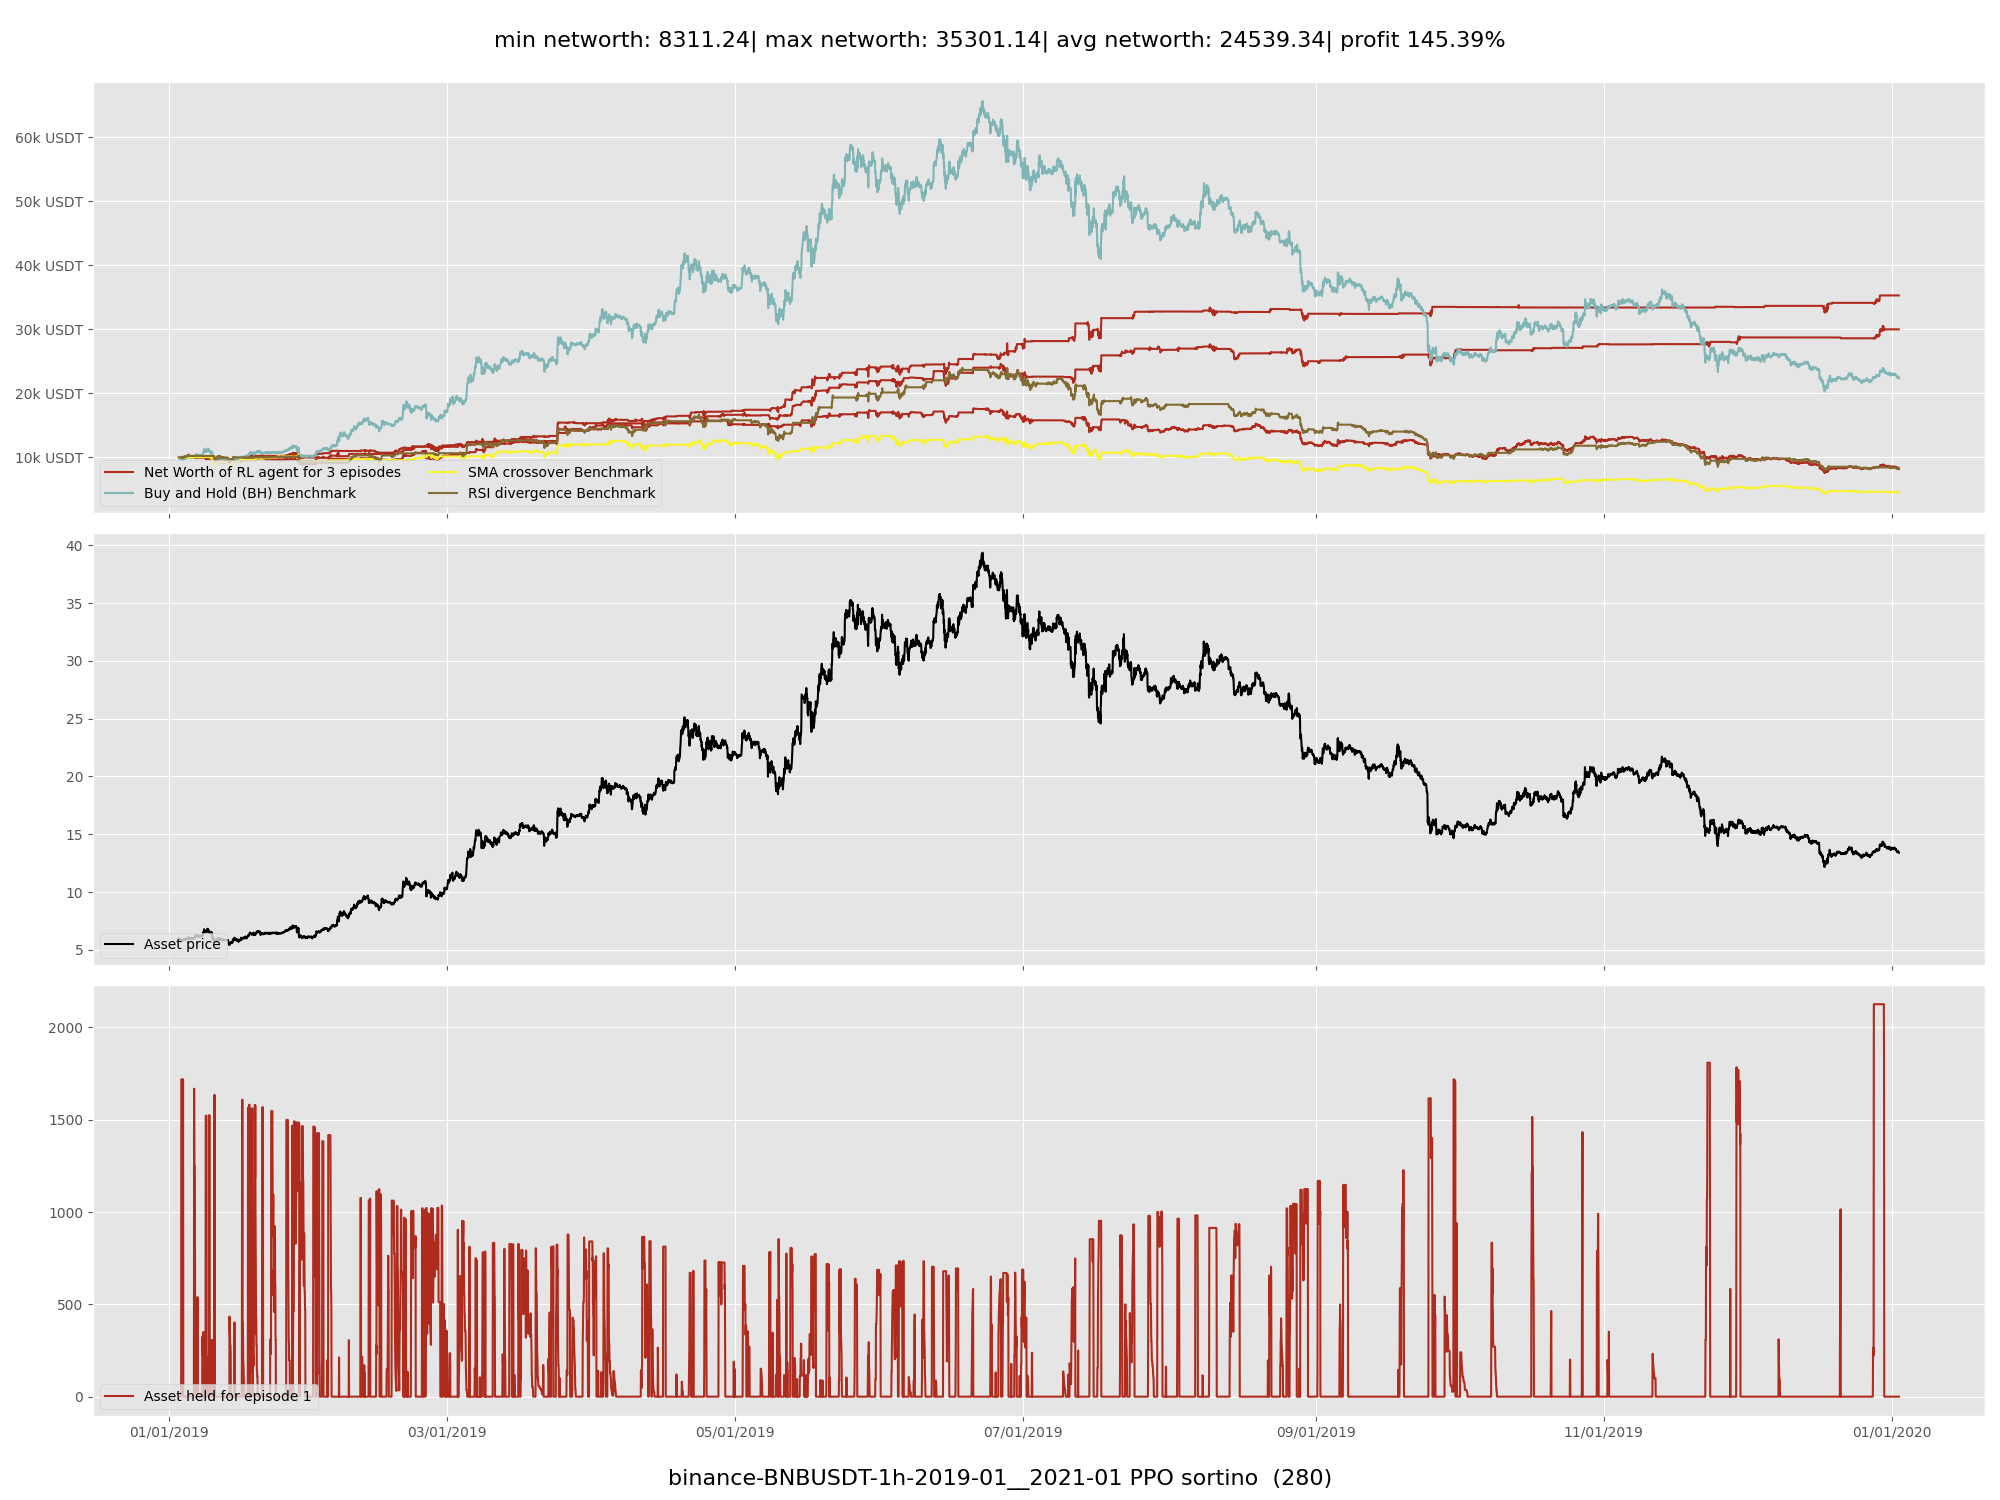 min networth: 8311.24| max networth: 35301.14| avg networth: 24539.34| profit 145.39%
60k USDT
50k USDT
40k USDT
30k USDT
20k USDT
10k USDT
Net Worth of RL agent for 3 episodes
Buy and Hold (BH) Benchmark
SMA crossover Benchmark
RSI divergence Benchmark
40
35
30
25
20
15
10
5
Asset price
2000
1500
1000
500
0
Asset held for episode 1
01/01/2019 03/01/2019 05/01/2019 07/01/2019 09/01/2019 11/01/2019 01/01/2020
binance-BNBUSDT-1h-2019-01__2021-01 PPO sortino  (280)